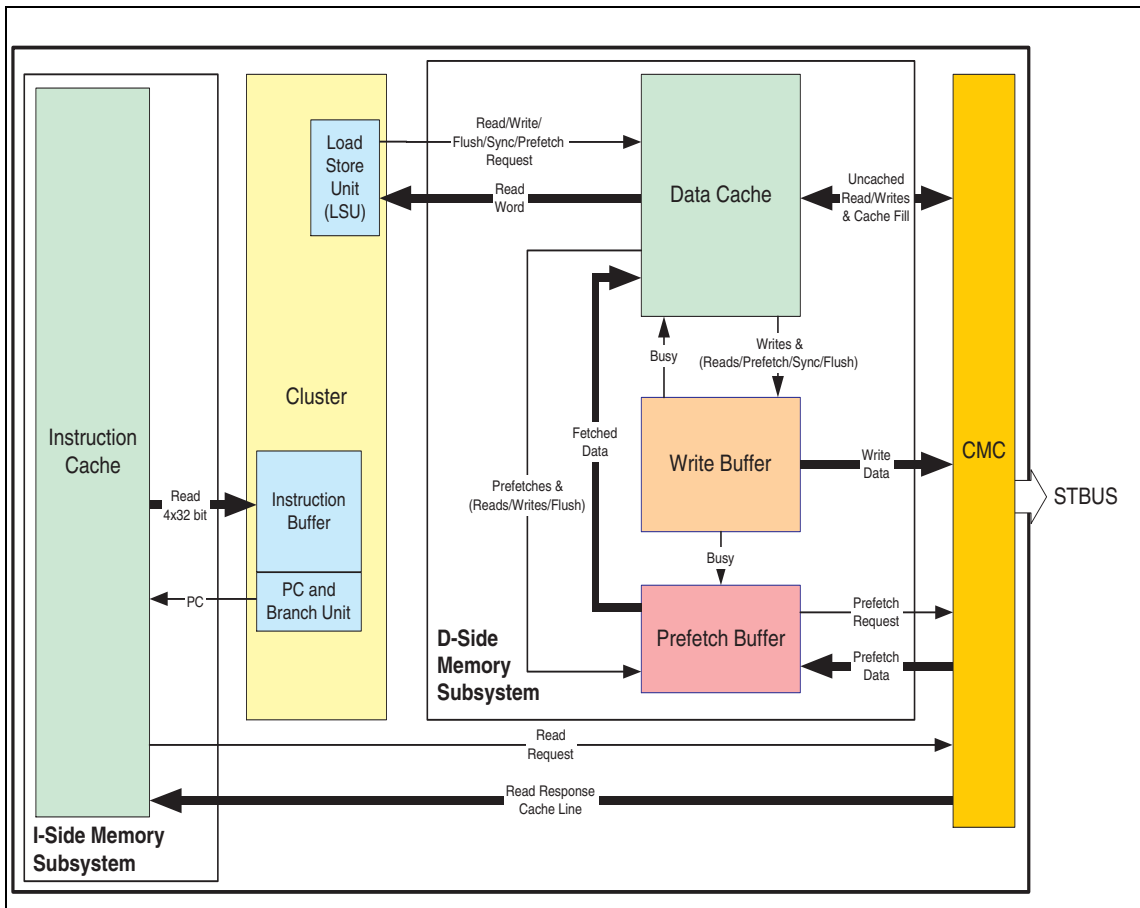 Instruction
Cache
I-Side Memory
Subsystem
Read
4x32 bit
PC
Cluster
Load
Store
Unit
(LSU)
Instruction
Buffer
PC and
Branch Unit
Read/Write/
Flush/Sync/Prefetch
Request
Read
Word
Data Cache
Uncached
Read/Writes
& Cache Fill
Busy
Writes &
(Reads/Prefetch/Sync/Flush)
Fetched
Data
Prefetches &
(Reads/Writes/Flush)
Write Buffer
Write
Data
Busy
Prefetch Buffer
Prefetch
Request
Prefetch
Data
D-Side
Memory
Subsystem
CMC
STBUS
Read
Request
Read Response
Cache Line